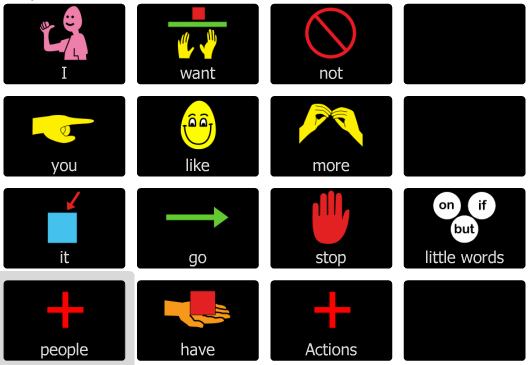 I
want
not
you
like
more
it
go
stop
on
if
but
little words
people
have
Actions